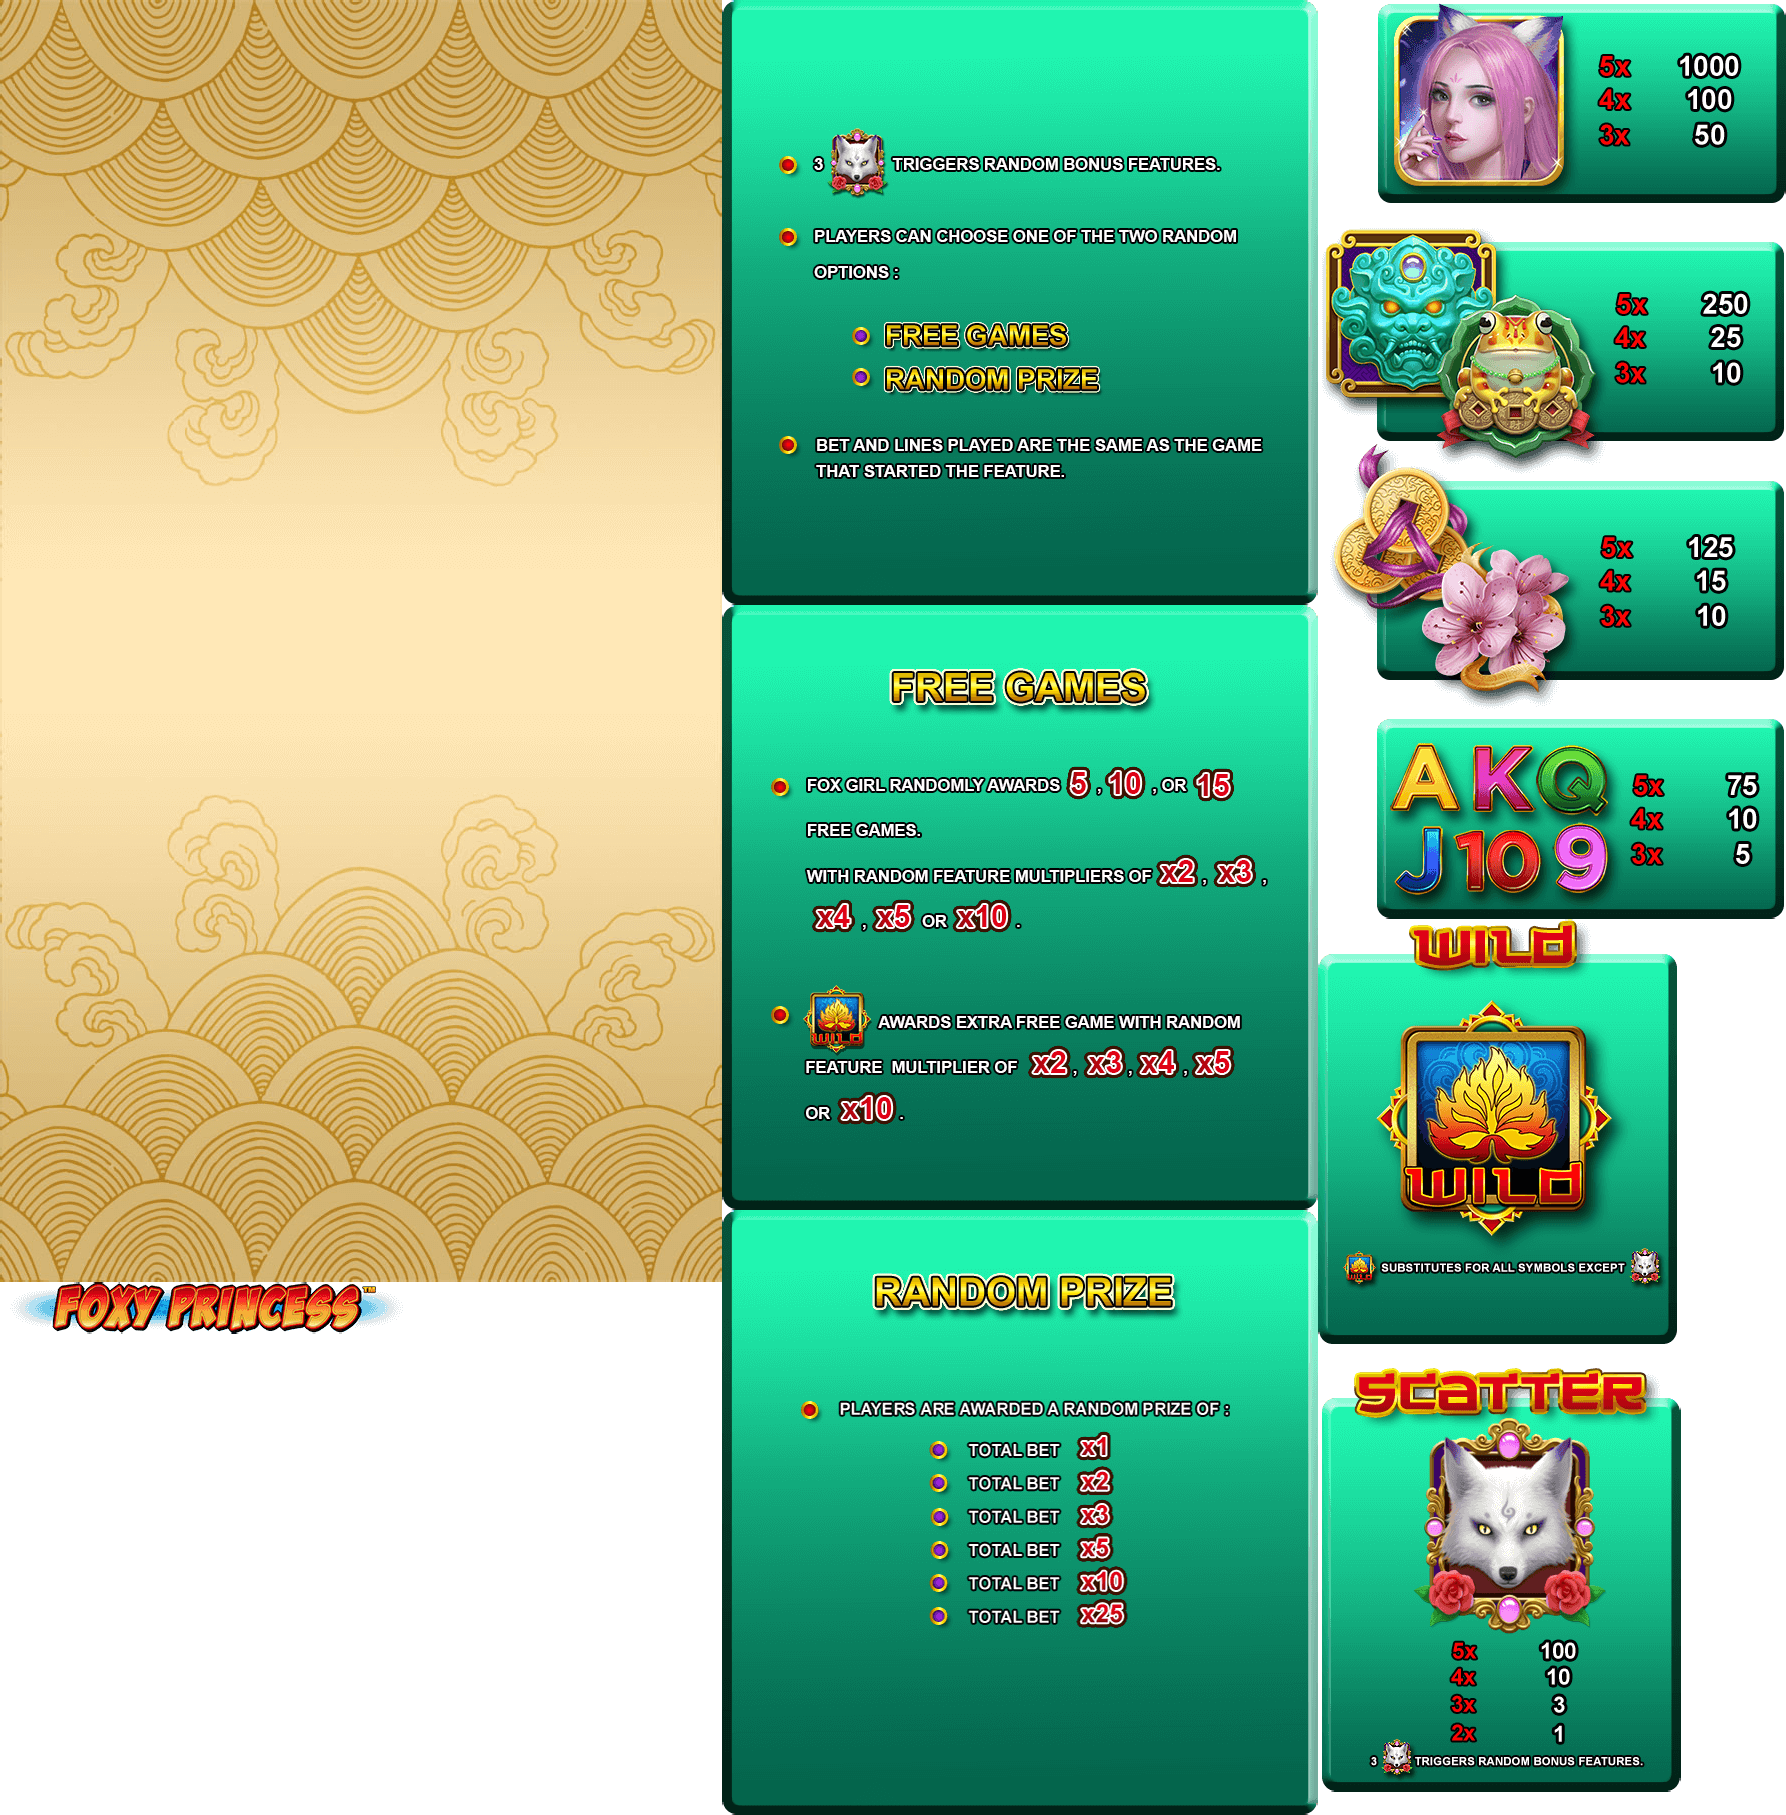 3 TRIGGERS RANDOM BONUS FEATURES.
PLAYERS CAN CHOOSE ONE OF THE TWO RANDOM
OPTIONS :
FREE GAMES
RANDOM PRIZE
BET AND LINES PLAYED ARE THE SAME AS THE GAME
THAT STARTED THE FEATURE.
FREE GAMES
FOX GIRL RANDOMLY AWARDS 5 , 10 , OR 15
FREE GAMES.
WITH RANDOM FEATURE MULTIPLIERS OF x2 , x3 ,
x4 , x5 OR x10 .
WILD AWARDS EXTRA FREE GAME WITH RANDOM
FEATURE MULTIPLIER OF x2 , x3 , x4 , x5
OR x10 .
RANDOM PRIZE
PLAYERS ARE AWARDED A RANDOM PRIZE OF :
TOTAL BET x1
TOTAL BET x2
TOTAL BET x3
TOTAL BET x5
TOTAL BET x10
TOTAL BET x25
5x 1000
4x 100
3x 50
5x 250
4x 25
3x 10
5x 125
4x 15
3x 10
A K Q
J 10 9
5x 75
4x 10
3x 5
WILD
WILD
WILD SUBSTITUTES FOR ALL SYMBOLS EXCEPT
SCATTER
5x 100
4x 10
3x 3
2x 1
3 TRIGGERS RANDOM BONUS FEATURES.
FOXY PRINCESS™